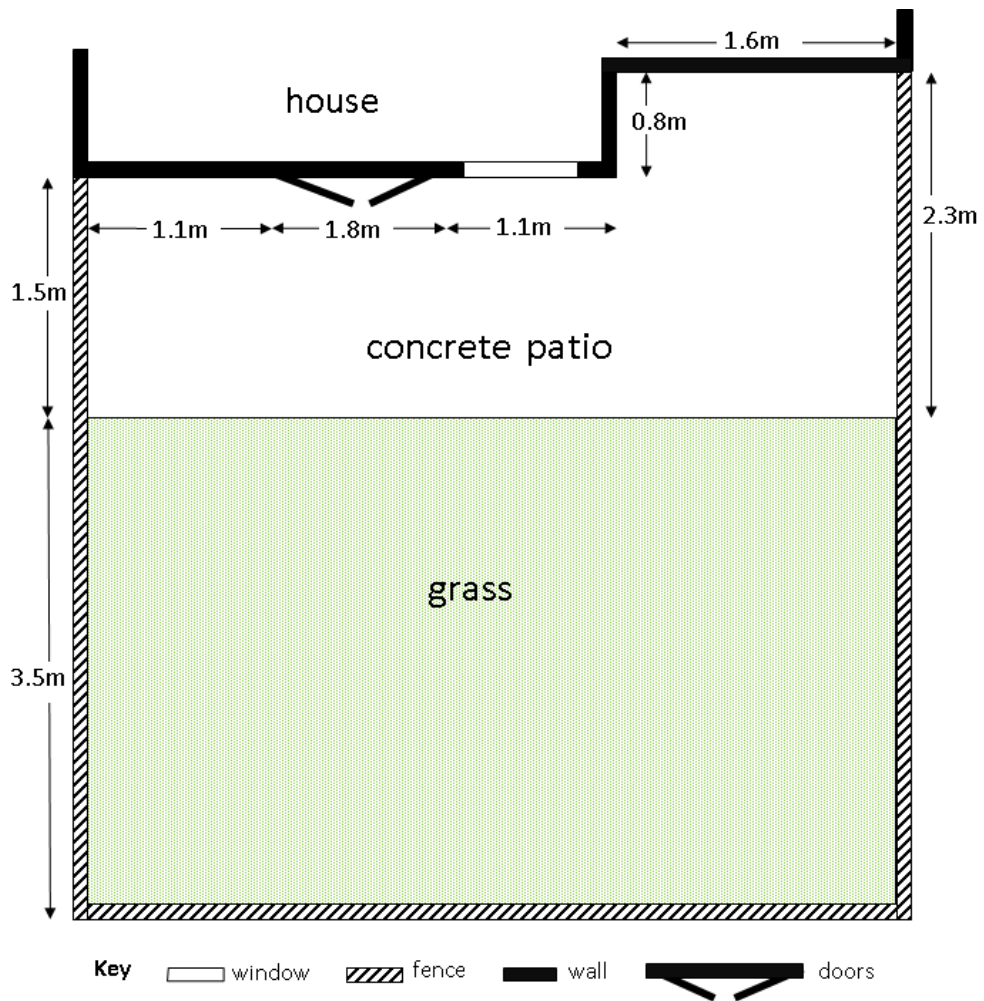 1.6m
house
0.8m
2.3m
1.1m 1.8m 1.1m
1.5m
concrete patio
grass
3.5m
Key window fence wall doors